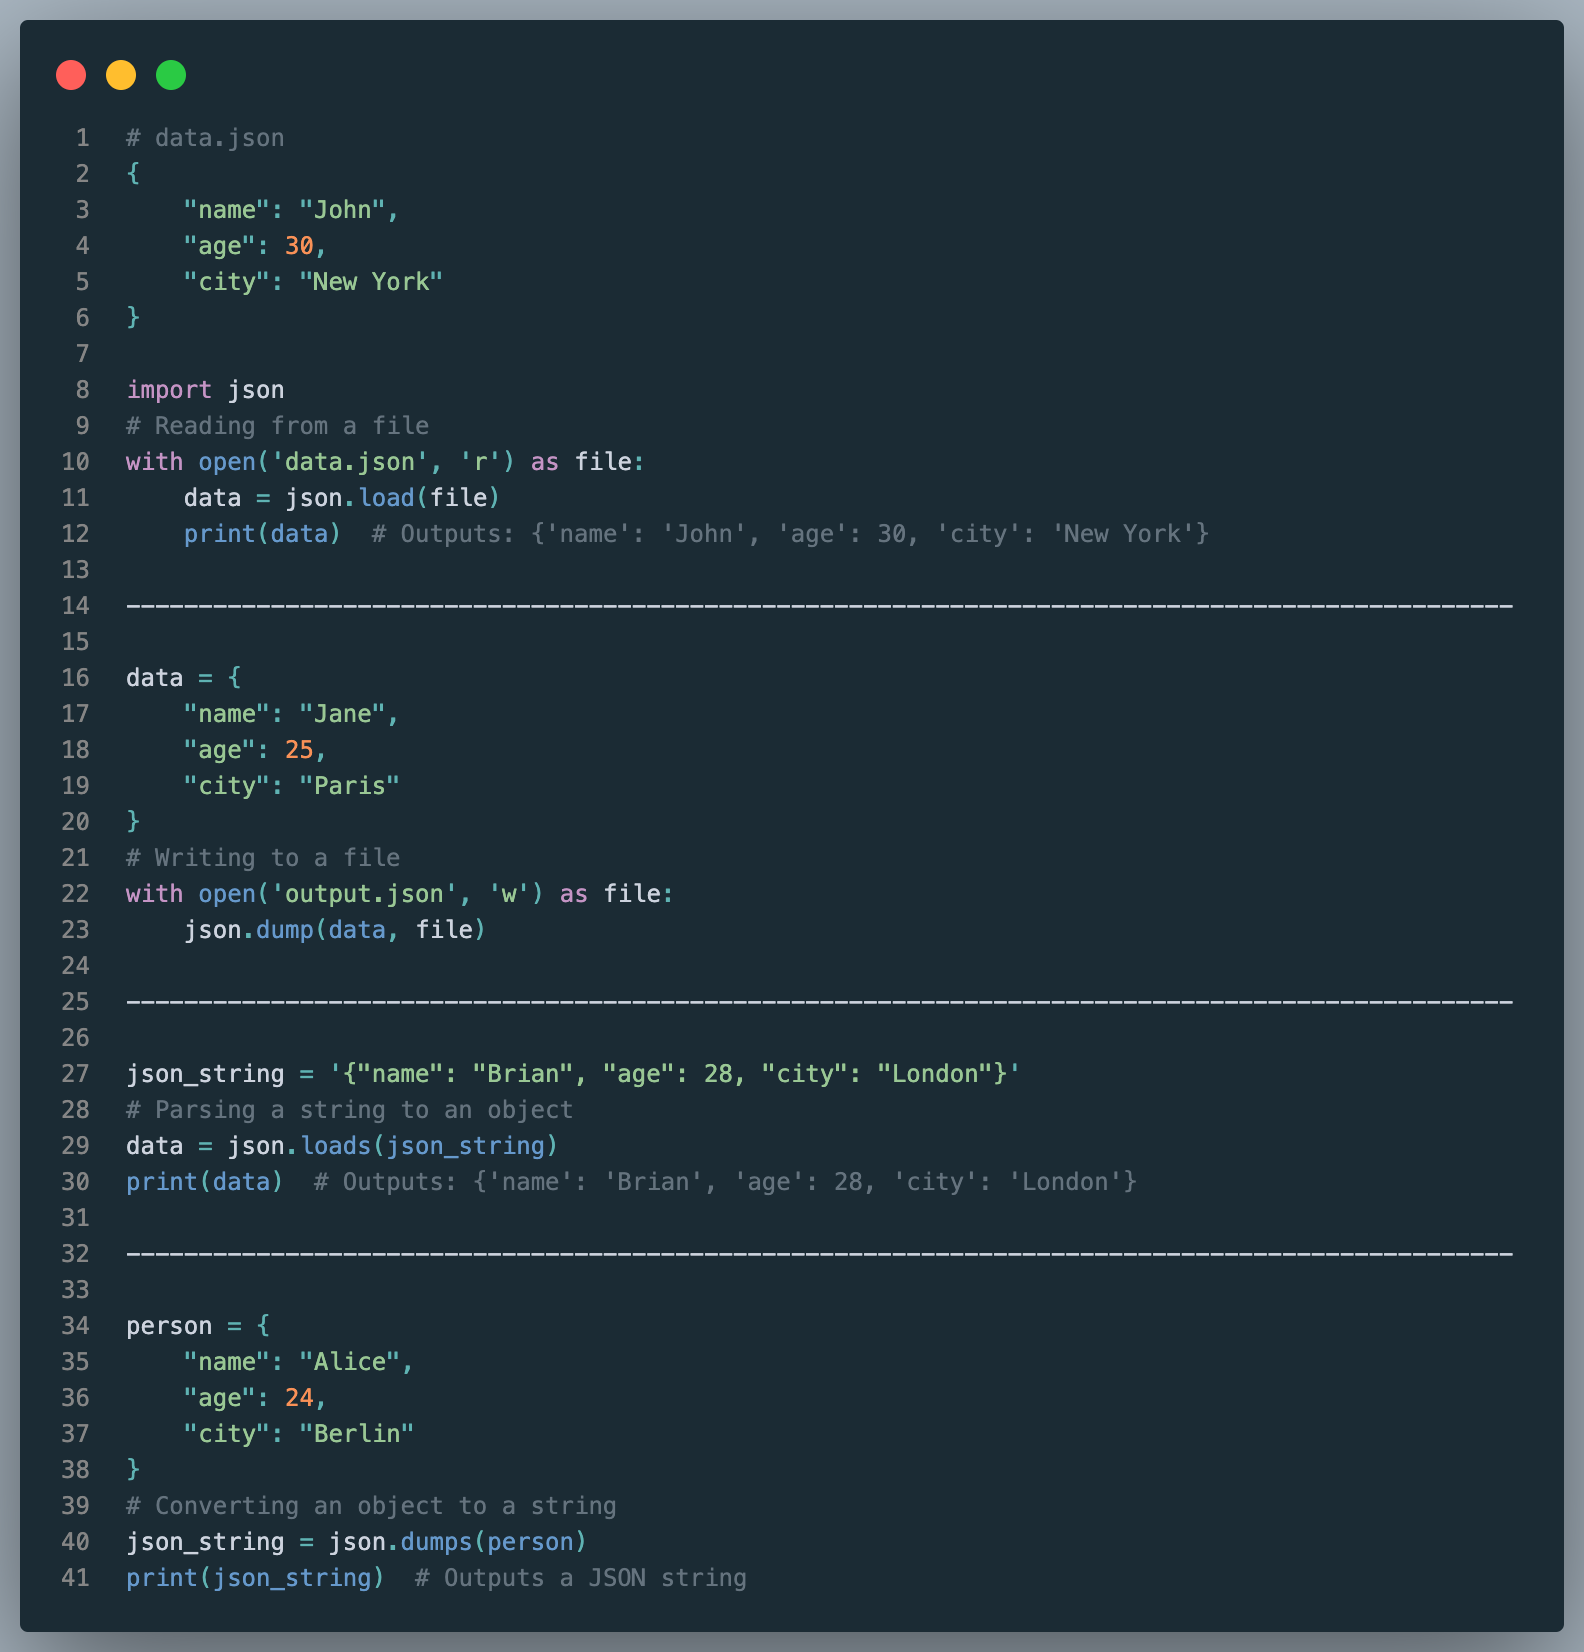 1 # data.json
2 {
3     "name": "John",
4     "age": 30,
5     "city": "New York"
6 }
7
8 import json
9 # Reading from a file
10 with open('data.json', 'r') as file:
11     data = json.load(file)
12     print(data)  # Outputs: {'name': 'John', 'age': 30, 'city': 'New York'}
13
14 ------------------------------------------------------------------------------------------------
15
16 data = {
17     "name": "Jane",
18     "age": 25,
19     "city": "Paris"
20 }
21 # Writing to a file
22 with open('output.json', 'w') as file:
23     json.dump(data, file)
24
25 ------------------------------------------------------------------------------------------------
26
27 json_string = '{"name": "Brian", "age": 28, "city": "London"}'
28 # Parsing a string to an object
29 data = json.loads(json_string)
30 print(data)  # Outputs: {'name': 'Brian', 'age': 28, 'city': 'London'}
31
32 ------------------------------------------------------------------------------------------------
33
34 person = {
35     "name": "Alice",
36     "age": 24,
37     "city": "Berlin"
38 }
39 # Converting an object to a string
40 json_string = json.dumps(person)
41 print(json_string)  # Outputs a JSON string